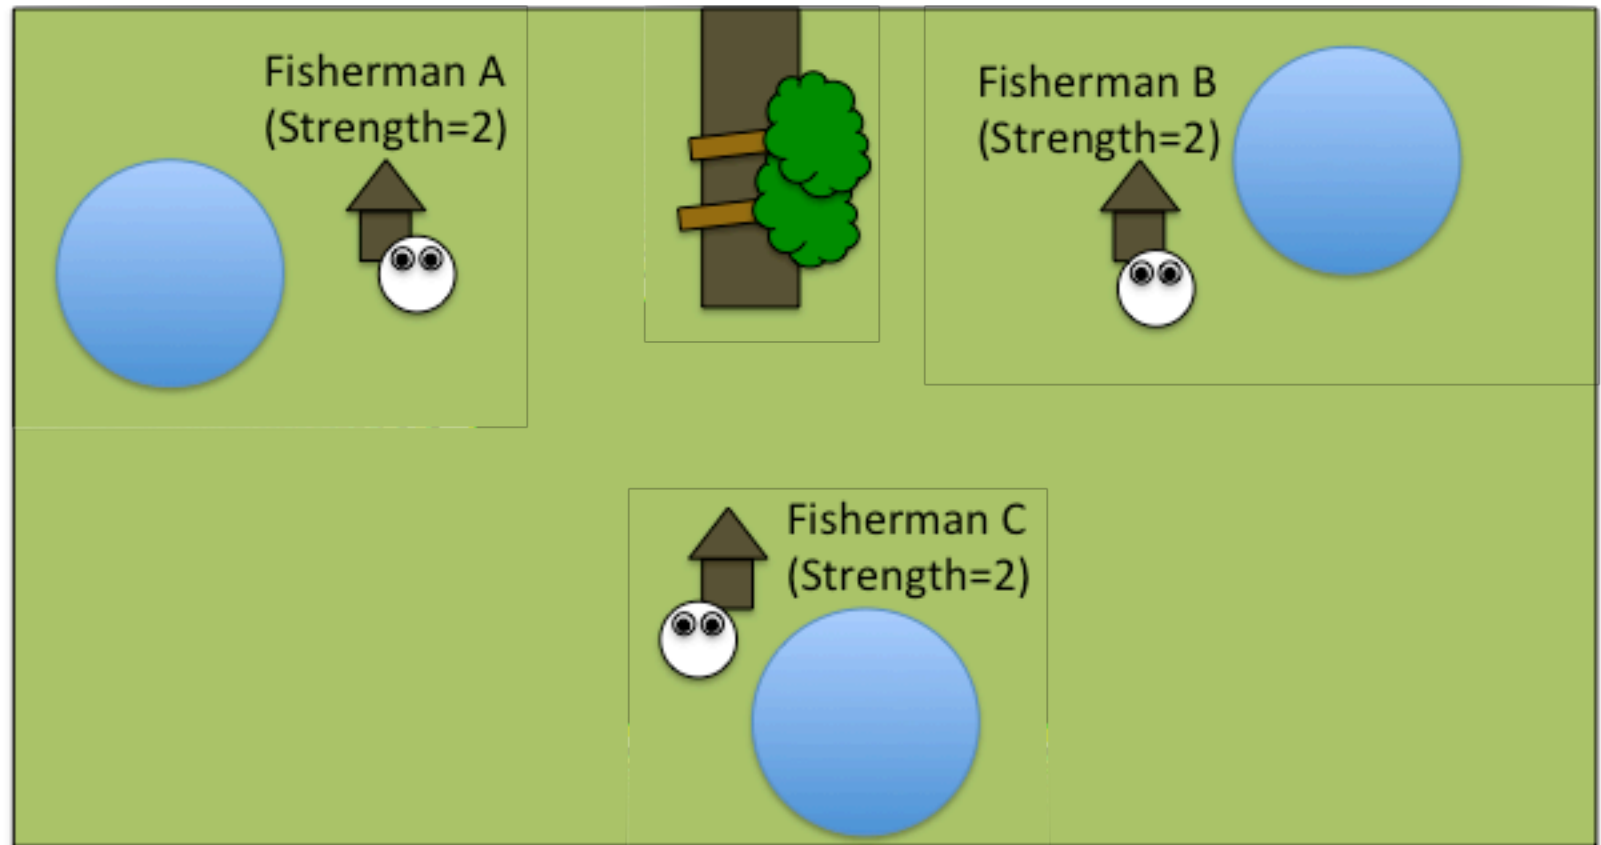 Fisherman A
(Strength=2)
Fisherman B
(Strength=2)
Fisherman C
(Strength=2)